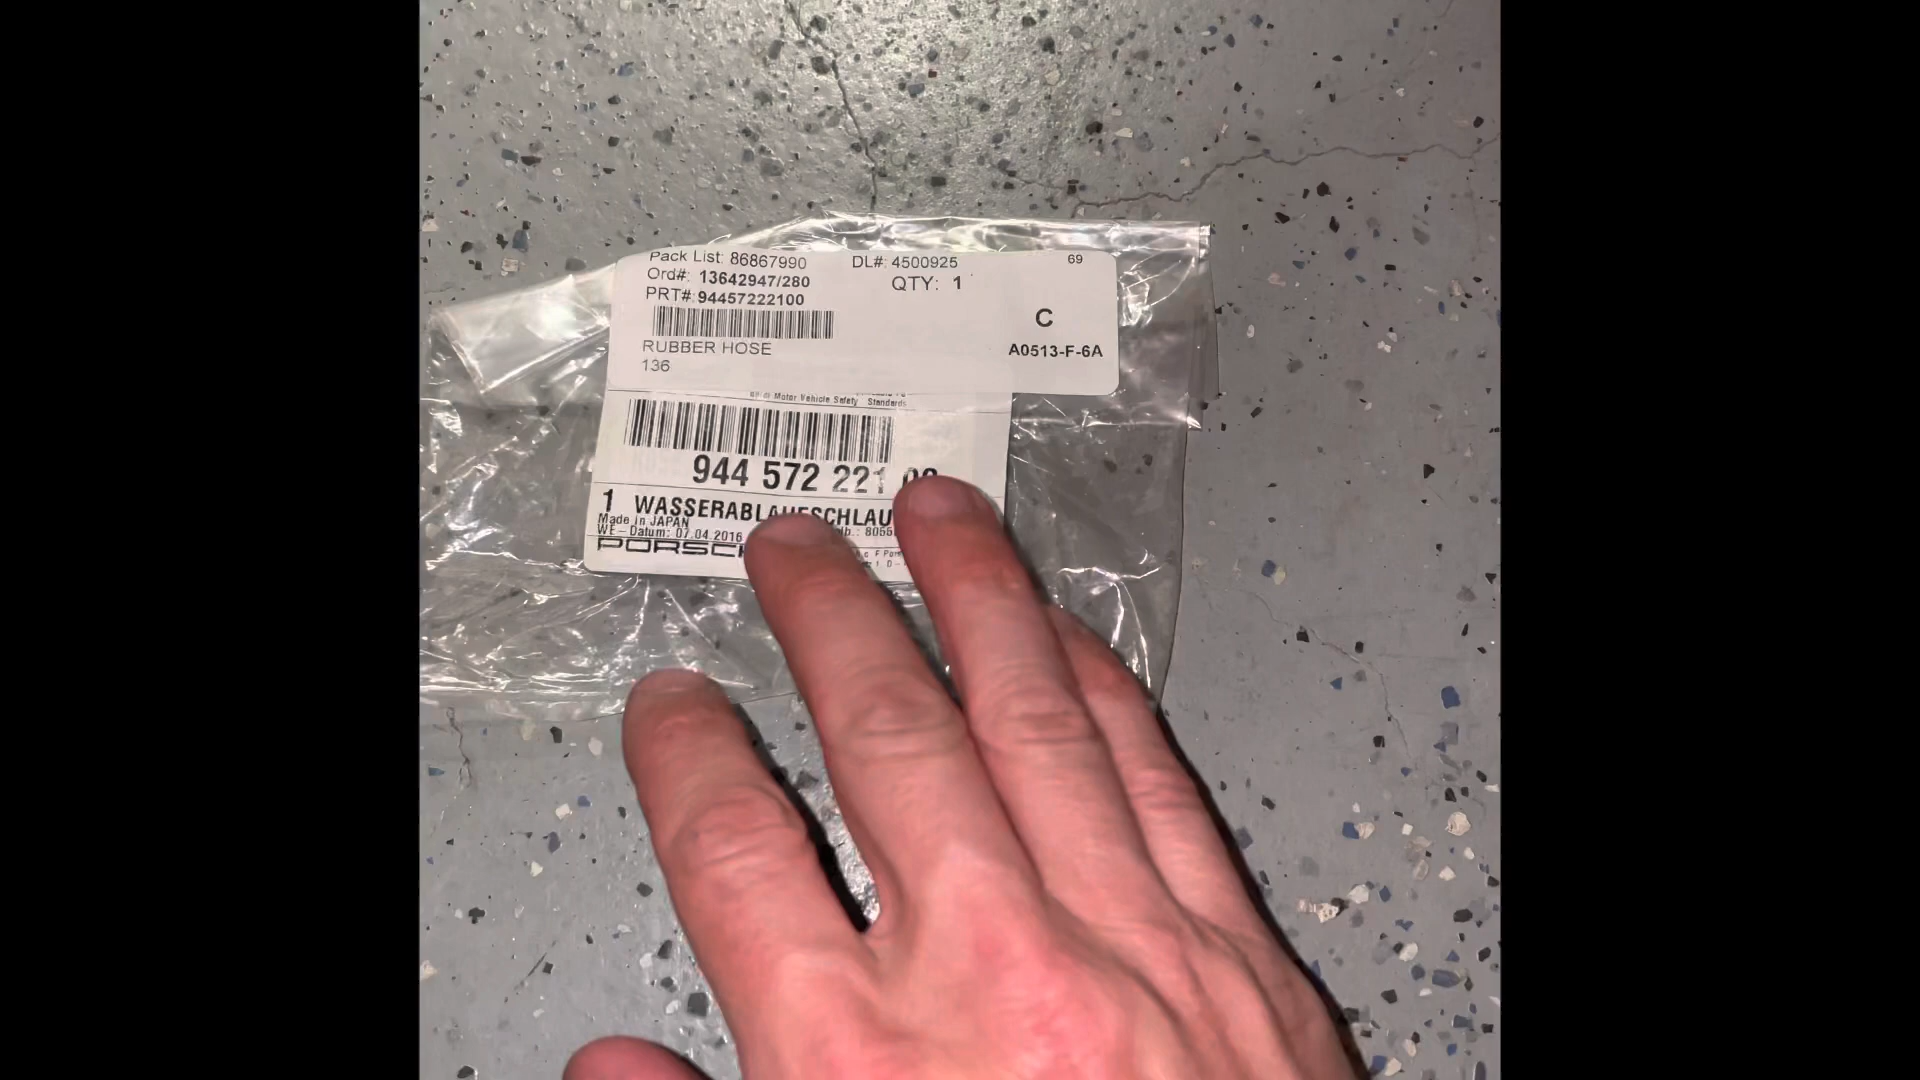 Pack List: 86867990 DL#: 4500925 69
Ord#: 13642947/280 QTY: 1
PRT#: 94457222100
C
RUBBER HOSE A0513-F-6A
136
Motor Vehicle Safety Standards
944 572 221
1 WASSERABLAUFSCHLAU
Made in JAPAN
WE-Datum: 07.04.2016
PORSCH